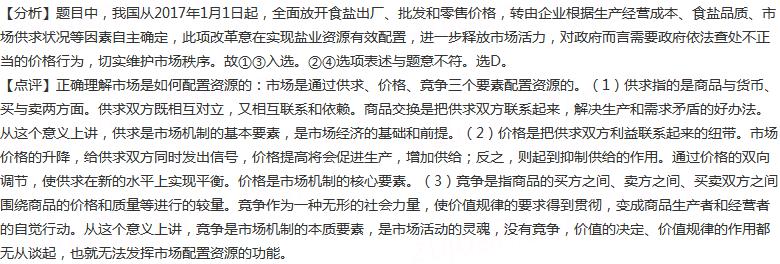 【分析】题目中，我国从2017年1月1日起，全面放开食盐出厂、批发和零售价格，转由企业根据生产经营成本、食盐品质、市
场供求状况等因素自主确定，此项改革意在实现盐业资源有效配置，进一步释放市场活力，对政府而言需要政府依法查处不正
当的价格行为，切实维护市场秩序。故①③入选。②④选项表述与题意不符。选D。
【点评】正确理解市场是如何配置资源的：市场是通过供求、价格、竞争三个要素配置资源的。（1）供求指的是商品与货币、
买与卖两方面。供求双方既相互对立，又相互联系和依赖。商品交换是把供求双方联系起来，解决生产和需求矛盾的好办法。
从这个意义上讲，供求是市场机制的基本要素，是市场经济的基础和前提。（2）价格是把供求双方利益联系起来的纽带。市场
价格的升降，给供求双方同时发出信号，价格提高将会促进生产，增加供给；反之，则起到抑制供给的作用。通过价格的双向
调节，使供求在新的水平上实现平衡。价格是市场机制的核心要素。（3）竞争是指商品的买方之间、卖方之间、买卖双方之间
围绕商品的价格和质量等进行的较量。竞争作为一种无形的社会力量，使价值规律的要求得到贯彻，变成商品生产者和经营者
的自觉行动。从这个意义上讲，竞争是市场机制的本质要素，是市场活动的灵魂，没有竞争，价值的决定、价值规律的作用都
无从谈起，也就无法发挥市场配置资源的功能。